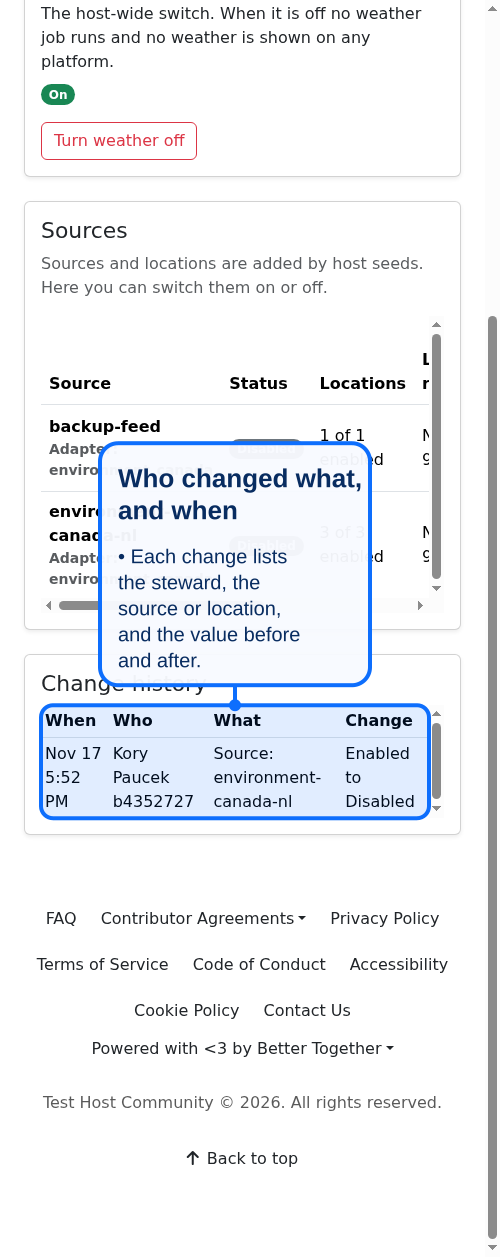 The host-wide switch. When it is off no weather
job runs and no weather is shown on any
platform.
On
Turn weather off
Sources
Sources and locations are added by host seeds.
Here you can switch them on or off.
Source Status Locations
backup-feed
1 of 1
enabled
3 of 3
enabled
Who changed what,
and when
• Each change lists
the steward, the
source or location,
and the value before
and after.
Change history
When Who What Change
Nov 17 Kory Source: Enabled
5:52 Paucek environment- to
PM b4352727 canada-nl Disabled
FAQ Contributor Agreements Privacy Policy
Terms of Service Code of Conduct Accessibility
Cookie Policy Contact Us
Powered with <3 by Better Together
Test Host Community © 2026. All rights reserved.
Back to top